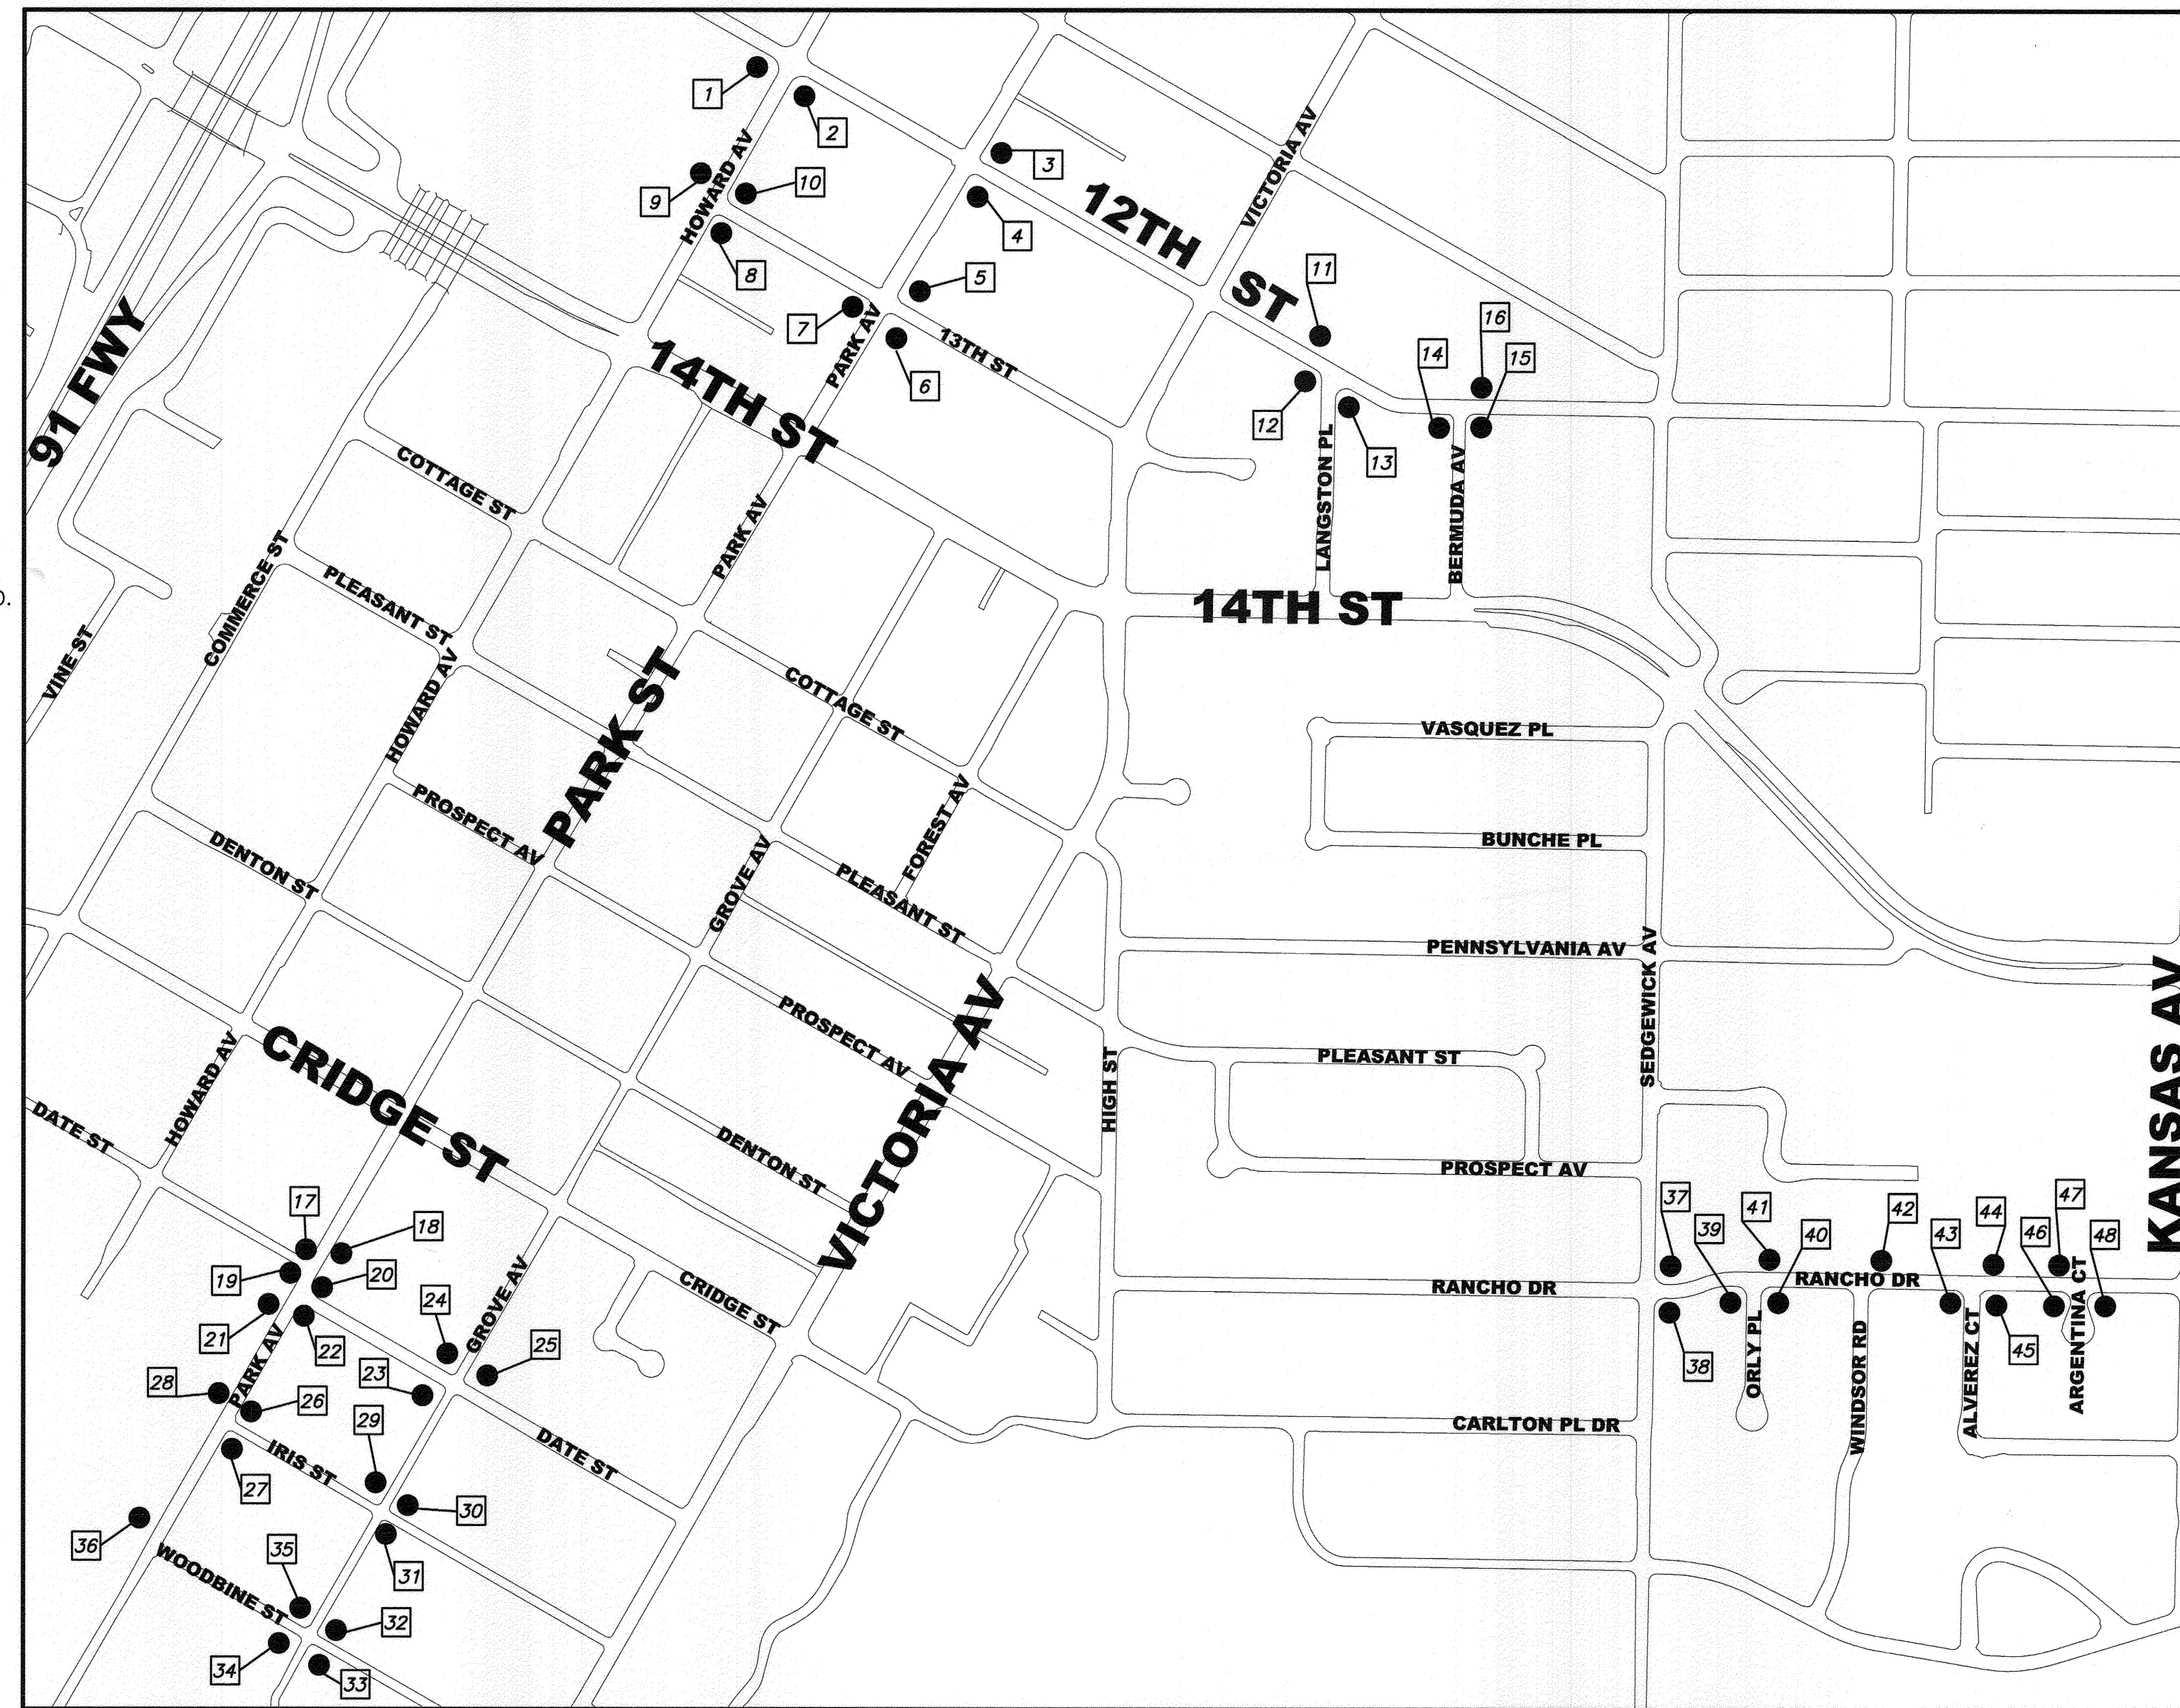 1
2
3
HOWARD AV
VICTORIA AV
10
9
12TH ST
4
8
5
11
7
PARK AV
13TH ST
6
16
14
15
91 FWY
14TH ST
12
13
LANGSTON PL
BERMUDA AV
COTTAGE ST
PARK AV
COMMERCE ST
PLEASANT ST
14TH ST
VINE ST
HOWARD AV
PARK ST
COTTAGE ST
VASQUEZ PL
PROSPECT AV
FOREST AV
BUNCHE PL
DENTON ST
GROVE AV
PLEASANT ST
PENNSYLVANIA AV
SEDGEWICK AV
KANSAS AV
CRIDGE ST
PROSPECT AV
VICTORIA AV
HIGH ST
PLEASANT ST
HOWARD AV
DATE ST
DENTON ST
PROSPECT AV
17
18
37
39
41
40
42
43
44
46
47
48
19
20
24
GROVE AV
CRIDGE ST
RANCHO DR
RANCHO DR
21
22
25
38
ORLY PL
WINDSOR RD
ALVEREZ CT
45
ARGENTINA CT
PARK AV
28
26
23
29
CARLTON PL DR
IRIS ST
DATE ST
27
30
36
WOODBINE ST
35
31
32
34
33